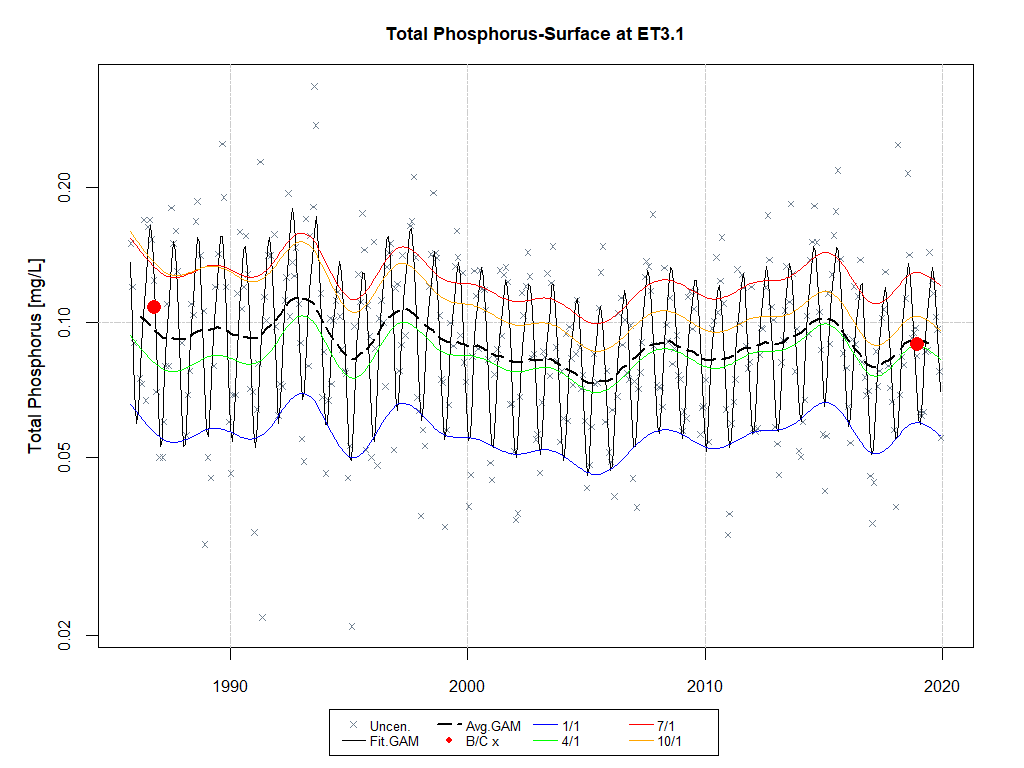 Total Phosphorus-Surface at ET3.1
Total Phosphorus [mg/L]
0.20
0.10
0.05
0.02
1990 2000 2010 2020
Uncen. Avg.GAM 1/1 7/1
Fit.GAM B/C x 4/1 10/1